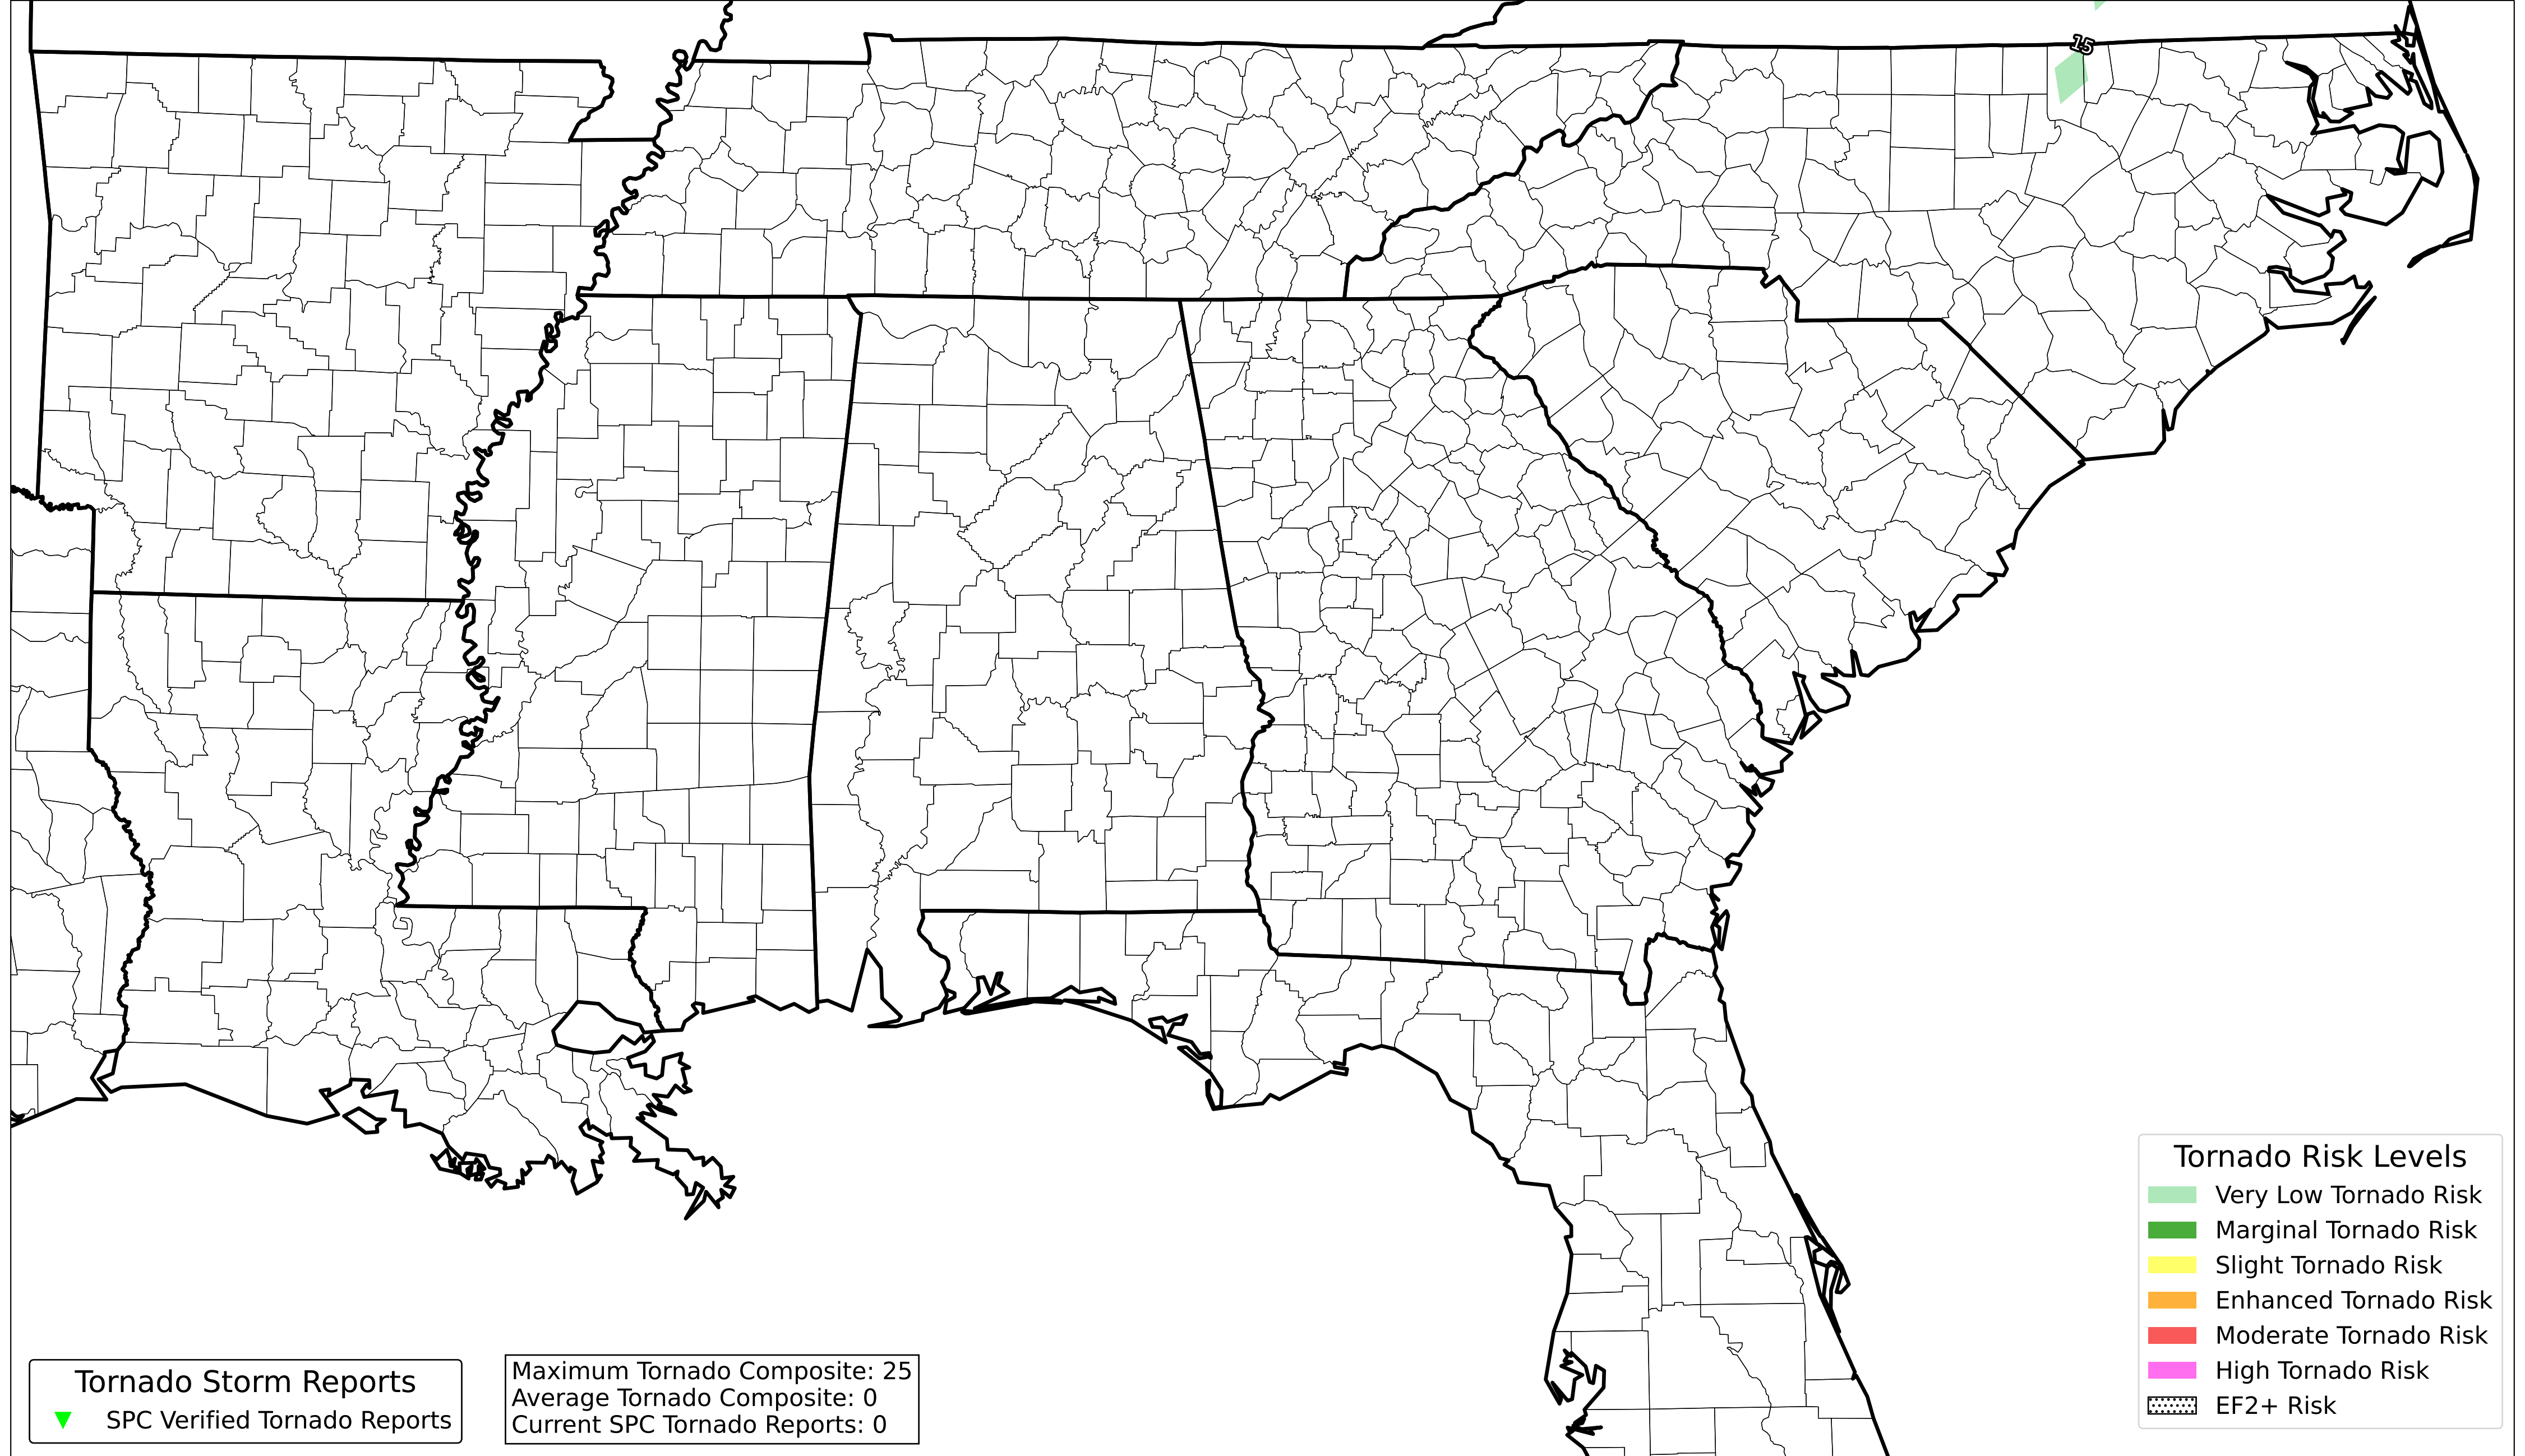 15
Tornado Risk Levels
Very Low Tornado Risk
Marginal Tornado Risk
Slight Tornado Risk
Enhanced Tornado Risk
Moderate Tornado Risk
High Tornado Risk
EF2+ Risk
Tornado Storm Reports
SPC Verified Tornado Reports
Maximum Tornado Composite: 25
Average Tornado Composite: 0
Current SPC Tornado Reports: 0